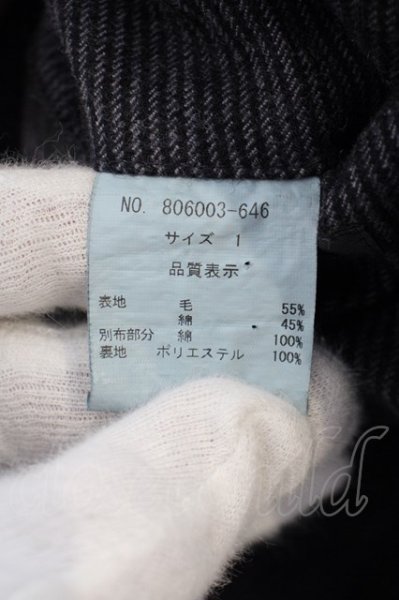 NO. 806003-646
サイズ 1
品質表示
表地 毛 55%
綿 45%
別布部分 綿 100%
裏地 ポリエステル 100%